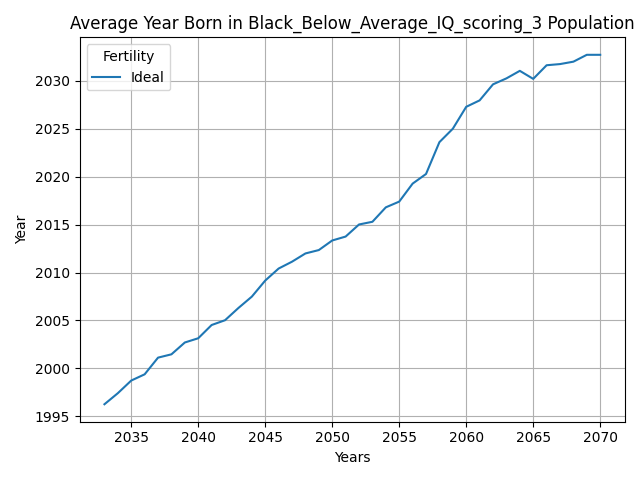 Average Year Born in Black_Below_Average_IQ_scoring_3 Population
Fertility
Ideal
Year
2030
2025
2020
2015
2010
2005
2000
1995
2035 2040 2045 2050 2055 2060 2065 2070
Years